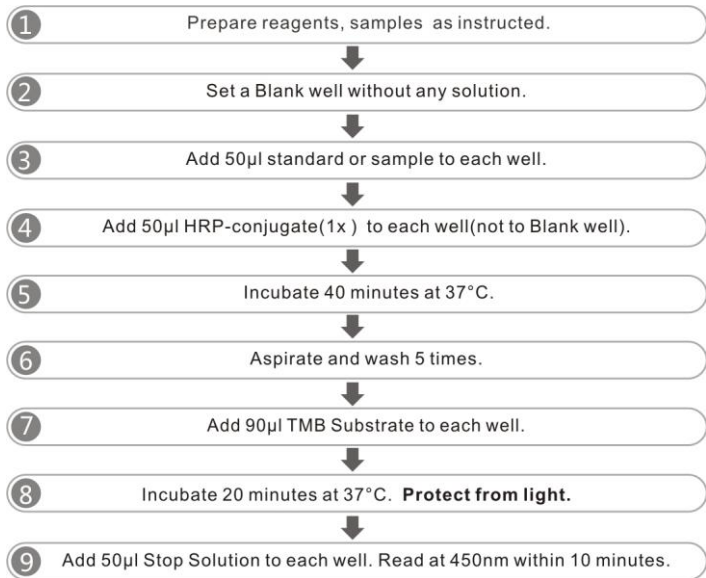 1 Prepare reagents, samples as instructed.
2 Set a Blank well without any solution.
3 Add 50μl standard or sample to each well.
4 Add 50μl HRP-conjugate(1x ) to each well(not to Blank well).
5 Incubate 40 minutes at 37°C.
6 Aspirate and wash 5 times.
7 Add 90μl TMB Substrate to each well.
8 Incubate 20 minutes at 37°C. Protect from light.
9 Add 50μl Stop Solution to each well. Read at 450nm within 10 minutes.